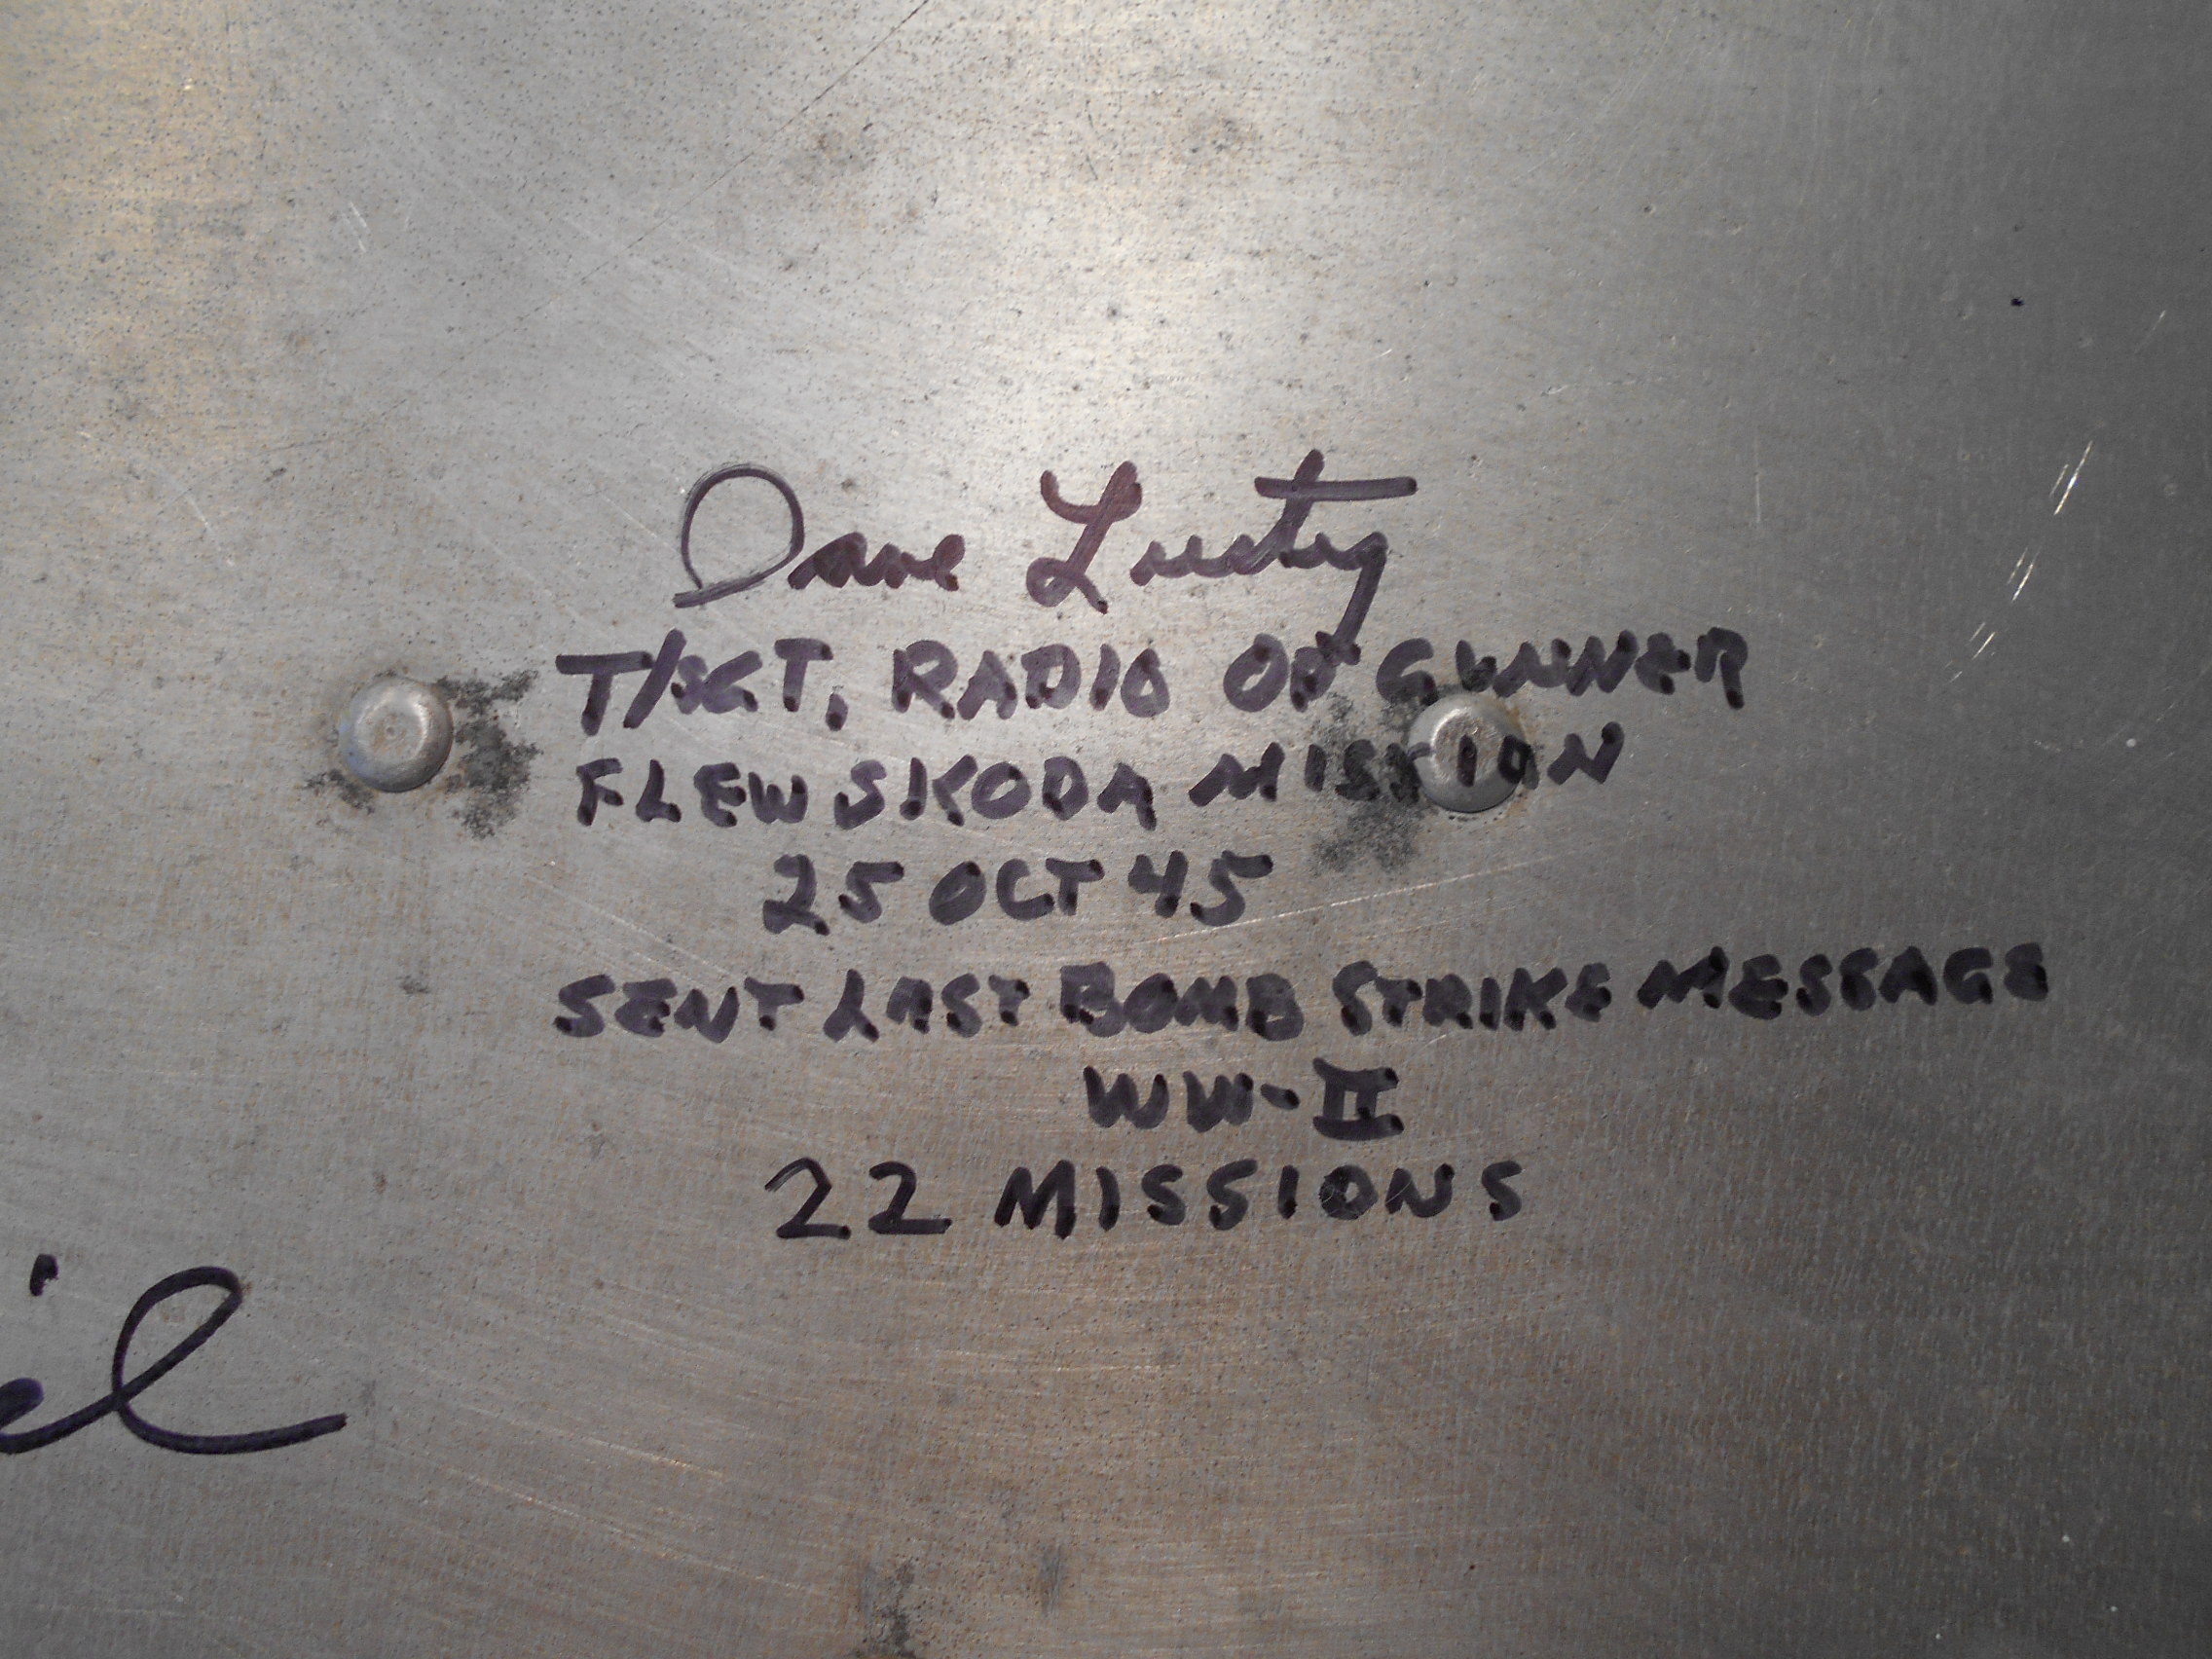 Dave Lustig
T/SGT, RADIO OP GUNNER
FLEW SKODA MISSION
25 OCT 45
SENT LAST BOMB STRIKE MESSAGE
WW-II
22 MISSIONS